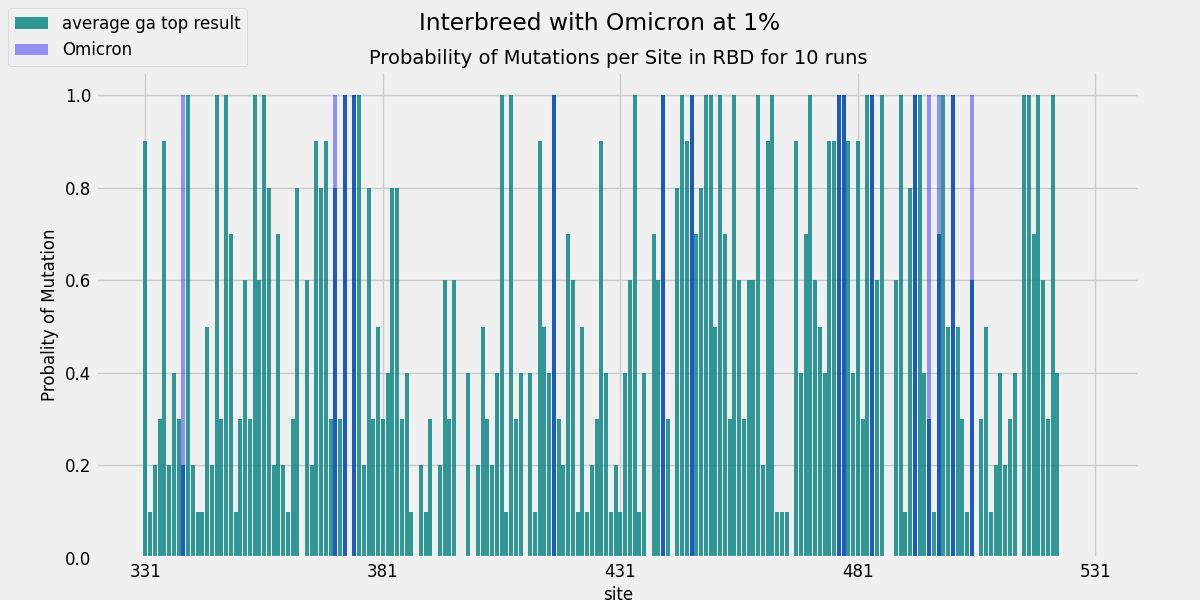 Interbreed with Omicron at 1%
average ga top result
Omicron
Probability of Mutations per Site in RBD for 10 runs
1.0
0.8
0.6
0.4
0.2
0.0
Probality of Mutation
331
381
431
481
531
site